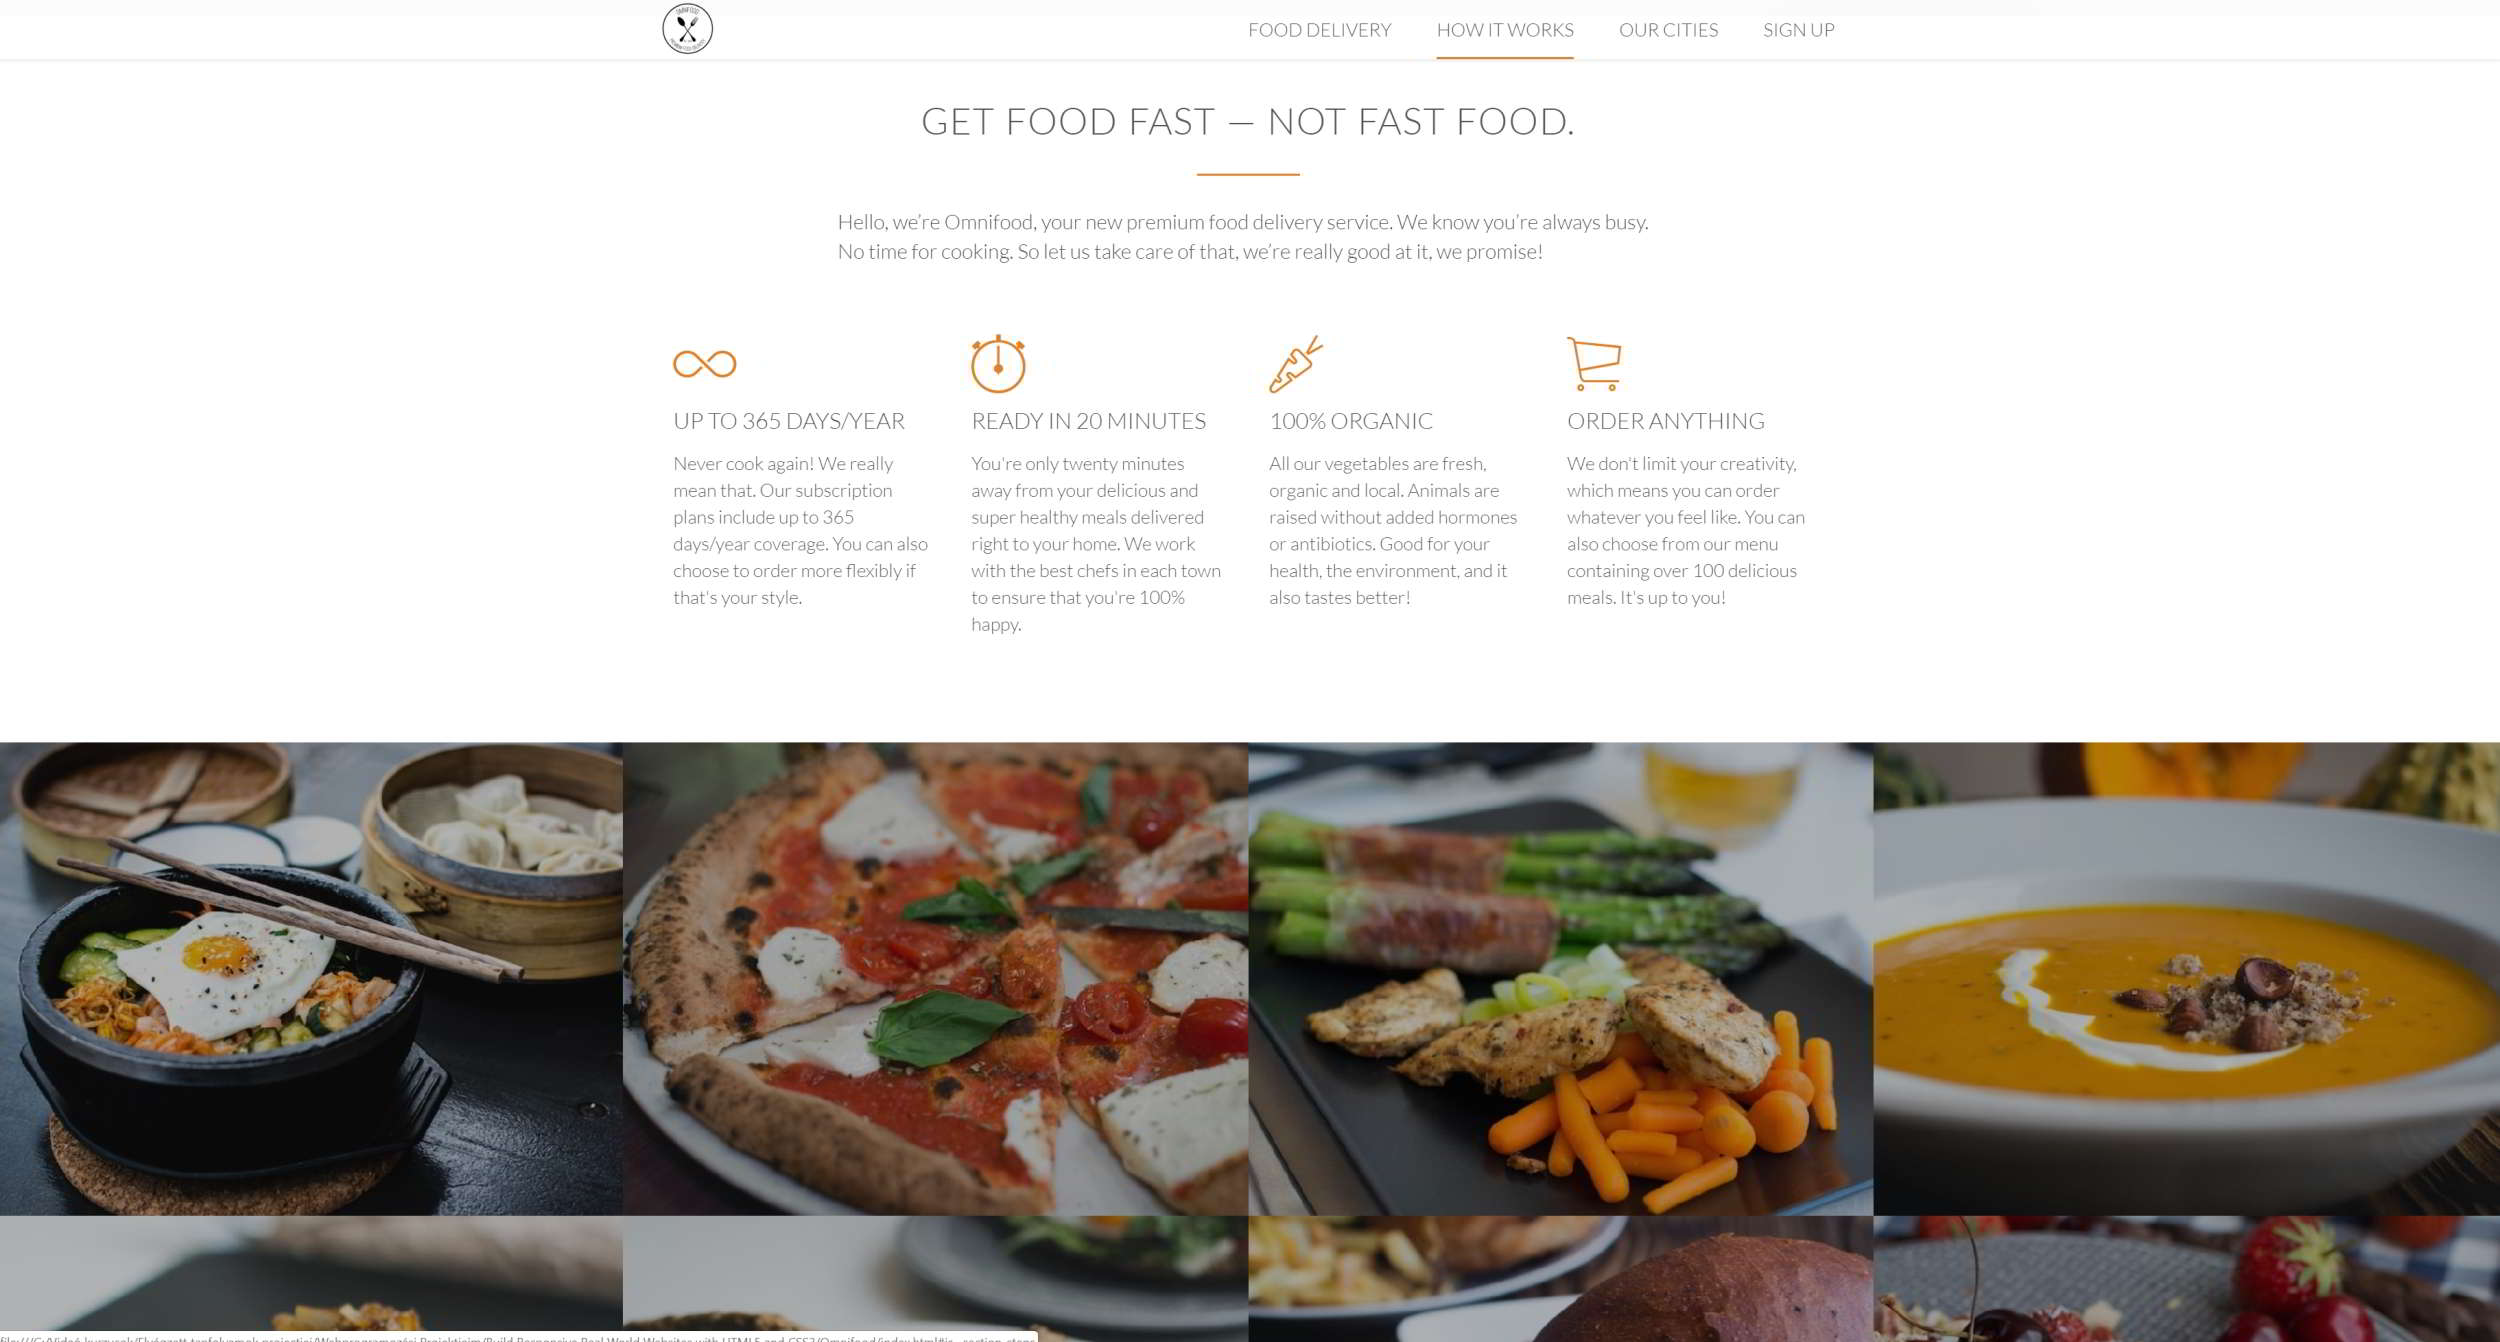 OMNIFOOD
FOOD DELIVERY HOW IT WORKS OUR CITIES SIGN UP
GET FOOD FAST — NOT FAST FOOD.
Hello, we’re Omnifood, your new premium food delivery service. We know you’re always busy.
No time for cooking. So let us take care of that, we’re really good at it, we promise!
UP TO 365 DAYS/YEAR
Never cook again! We really
mean that. Our subscription
plans include up to 365
days/year coverage. You can also
choose to order more flexibly if
that's your style.
READY IN 20 MINUTES
You're only twenty minutes
away from your delicious and
super healthy meals delivered
right to your home. We work
with the best chefs in each town
to ensure that you're 100%
happy.
100% ORGANIC
All our vegetables are fresh,
organic and local. Animals are
raised without added hormones
or antibiotics. Good for your
health, the environment, and it
also tastes better!
ORDER ANYTHING
We don't limit your creativity,
which means you can order
whatever you feel like. You can
also choose from our menu
containing over 100 delicious
meals. It's up to you!